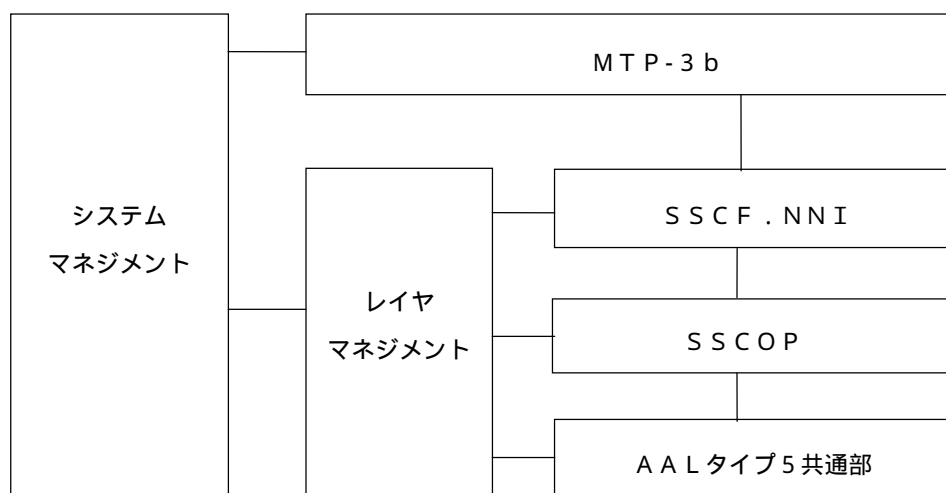 ＭＴＰ-３ｂ
システム
マネジメント
ＳＳＣＦ．ＮＮＩ
レイヤ
マネジメント
ＳＳＣＯＰ
ＡＡＬタイプ５共通部